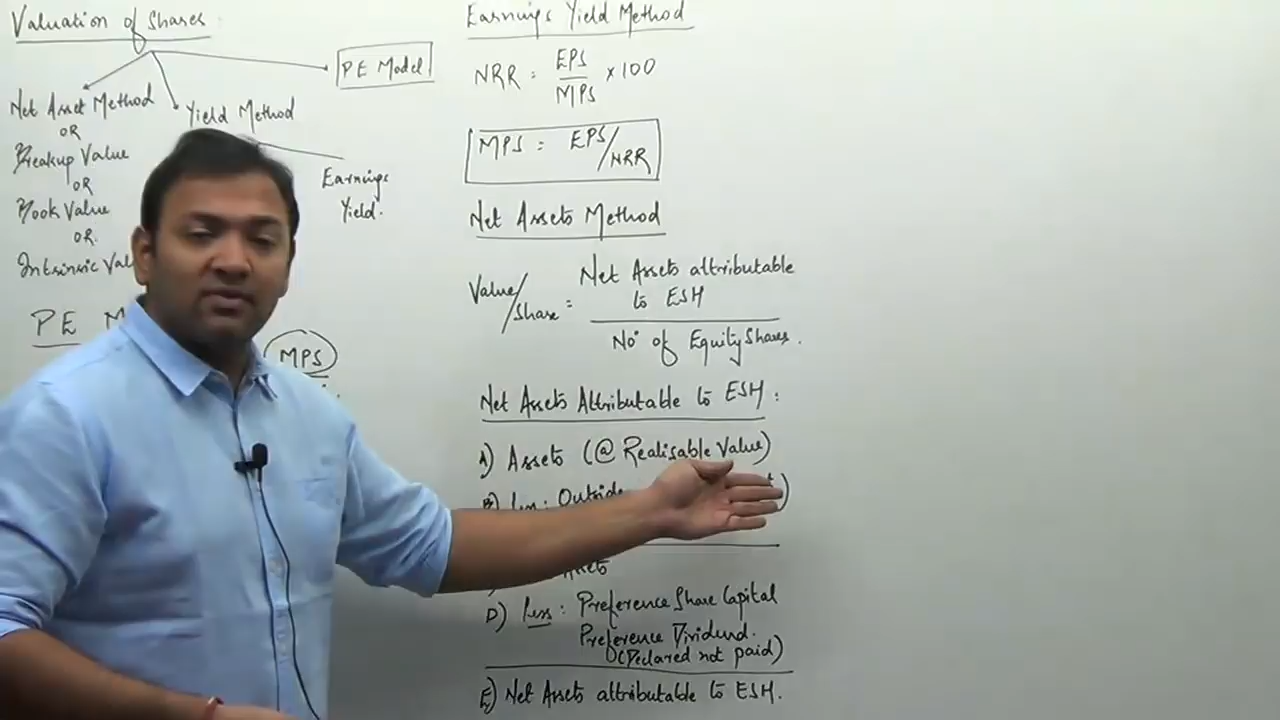 Valuation of Shares
PE Model
Net Asset Method
OR
Breakup Value
OR
Book Value
OR
Intrinsic
Yield Method
Earnings
Yield.
PE
MPS
Earnings Yield Method
NRR = EPS / MPS × 100
MPS = EPS/NRR
Net Assets Method
Value/Share =
Net Assets attributable
to ESH
No of Equity Shares.
Net Assets Attributable to ESH :
A) Assets (@ Realisable Value)
B) Less : Outside
D) Less : Preference Share Capital
Preference Dividend.
(Declared not paid)
E) Net Assets attributable to ESH.